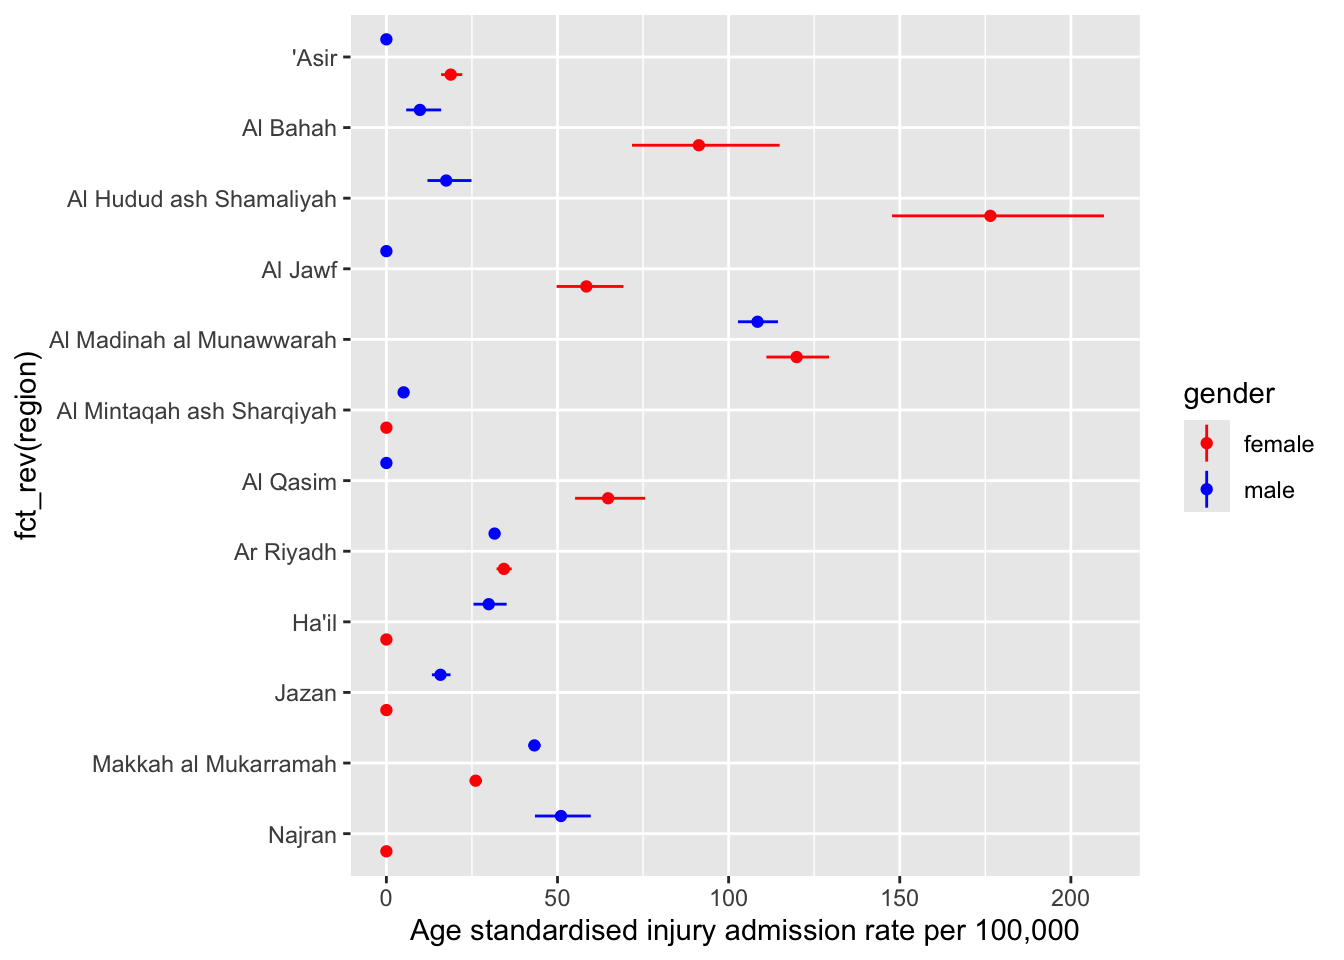 'Asir
Al Bahah
Al Hudud ash Shamaliyah
Al Jawf
Al Madinah al Munawwarah
Al Mintaqah ash Sharqiyah
Al Qasim
Ar Riyadh
Ha'il
Jazan
Makkah al Mukarramah
Najran
fct_rev(region)
0 50 100 150 200
Age standardised injury admission rate per 100,000
gender
female
male